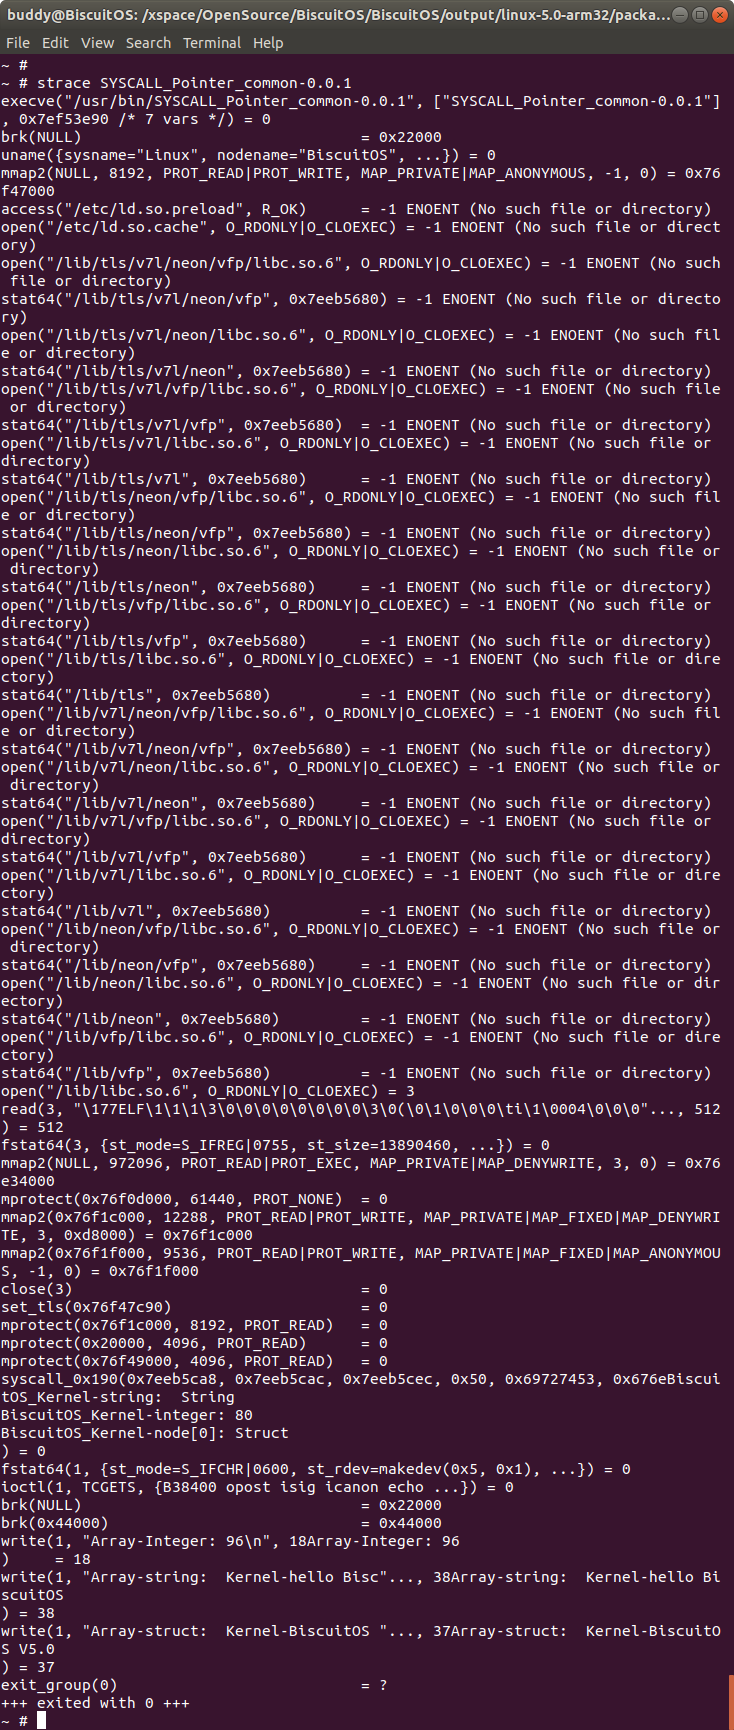 buddy@BiscuitOS: /xspace/OpenSource/BiscuitOS/BiscuitOS/output/linux-5.0-arm32/packa...
File Edit View Search Terminal Help
~ #
~ # strace SYSCALL_Pointer_common-0.0.1
execve("/usr/bin/SYSCALL_Pointer_common-0.0.1", ["SYSCALL_Pointer_common-0.0.1"]
, 0x7ef53e90 /* 7 vars */) = 0
brk(NULL)                               = 0x22000
uname({sysname="Linux", nodename="BiscuitOS", ...}) = 0
mmap2(NULL, 8192, PROT_READ|PROT_WRITE, MAP_PRIVATE|MAP_ANONYMOUS, -1, 0) = 0x76
f47000
access("/etc/ld.so.preload", R_OK)      = -1 ENOENT (No such file or directory)
open("/etc/ld.so.cache", O_RDONLY|O_CLOEXEC) = -1 ENOENT (No such file or direct
ory)
open("/lib/tls/v7l/neon/vfp/libc.so.6", O_RDONLY|O_CLOEXEC) = -1 ENOENT (No such
 file or directory)
stat64("/lib/tls/v7l/neon/vfp", 0x7eeb5680) = -1 ENOENT (No such file or directo
ry)
open("/lib/tls/v7l/neon/libc.so.6", O_RDONLY|O_CLOEXEC) = -1 ENOENT (No such fil
e or directory)
stat64("/lib/tls/v7l/neon", 0x7eeb5680) = -1 ENOENT (No such file or directory)
open("/lib/tls/v7l/vfp/libc.so.6", O_RDONLY|O_CLOEXEC) = -1 ENOENT (No such file
 or directory)
stat64("/lib/tls/v7l/vfp", 0x7eeb5680)  = -1 ENOENT (No such file or directory)
open("/lib/tls/v7l/libc.so.6", O_RDONLY|O_CLOEXEC) = -1 ENOENT (No such file or
directory)
stat64("/lib/tls/v7l", 0x7eeb5680)      = -1 ENOENT (No such file or directory)
open("/lib/tls/neon/vfp/libc.so.6", O_RDONLY|O_CLOEXEC) = -1 ENOENT (No such fil
e or directory)
stat64("/lib/tls/neon/vfp", 0x7eeb5680) = -1 ENOENT (No such file or directory)
open("/lib/tls/neon/libc.so.6", O_RDONLY|O_CLOEXEC) = -1 ENOENT (No such file or
 directory)
stat64("/lib/tls/neon", 0x7eeb5680)     = -1 ENOENT (No such file or directory)
open("/lib/tls/vfp/libc.so.6", O_RDONLY|O_CLOEXEC) = -1 ENOENT (No such file or
directory)
stat64("/lib/tls/vfp", 0x7eeb5680)      = -1 ENOENT (No such file or directory)
open("/lib/tls/libc.so.6", O_RDONLY|O_CLOEXEC) = -1 ENOENT (No such file or dire
ctory)
stat64("/lib/tls", 0x7eeb5680)          = -1 ENOENT (No such file or directory)
open("/lib/v7l/neon/vfp/libc.so.6", O_RDONLY|O_CLOEXEC) = -1 ENOENT (No such fil
e or directory)
stat64("/lib/v7l/neon/vfp", 0x7eeb5680) = -1 ENOENT (No such file or directory)
open("/lib/v7l/neon/libc.so.6", O_RDONLY|O_CLOEXEC) = -1 ENOENT (No such file or
 directory)
stat64("/lib/v7l/neon", 0x7eeb5680)     = -1 ENOENT (No such file or directory)
open("/lib/v7l/vfp/libc.so.6", O_RDONLY|O_CLOEXEC) = -1 ENOENT (No such file or
directory)
stat64("/lib/v7l/vfp", 0x7eeb5680)      = -1 ENOENT (No such file or directory)
open("/lib/v7l/libc.so.6", O_RDONLY|O_CLOEXEC) = -1 ENOENT (No such file or dire
ctory)
stat64("/lib/v7l", 0x7eeb5680)          = -1 ENOENT (No such file or directory)
open("/lib/neon/vfp/libc.so.6", O_RDONLY|O_CLOEXEC) = -1 ENOENT (No such file or
 directory)
stat64("/lib/neon/vfp", 0x7eeb5680)     = -1 ENOENT (No such file or directory)
open("/lib/neon/libc.so.6", O_RDONLY|O_CLOEXEC) = -1 ENOENT (No such file or dir
ectory)
stat64("/lib/neon", 0x7eeb5680)         = -1 ENOENT (No such file or directory)
open("/lib/vfp/libc.so.6", O_RDONLY|O_CLOEXEC) = -1 ENOENT (No such file or dire
ctory)
stat64("/lib/vfp", 0x7eeb5680)          = -1 ENOENT (No such file or directory)
open("/lib/libc.so.6", O_RDONLY|O_CLOEXEC) = 3
read(3, "\177ELF\1\1\1\3\0\0\0\0\0\0\0\0\3\0(\0\1\0\0\0\ti\1\0004\0\0\0"..., 512
) = 512
fstat64(3, {st_mode=S_IFREG|0755, st_size=13890460, ...}) = 0
mmap2(NULL, 972096, PROT_READ|PROT_EXEC, MAP_PRIVATE|MAP_DENYWRITE, 3, 0) = 0x76
e34000
mprotect(0x76f0d000, 61440, PROT_NONE)  = 0
mmap2(0x76f1c000, 12288, PROT_READ|PROT_WRITE, MAP_PRIVATE|MAP_FIXED|MAP_DENYWRI
TE, 3, 0xd8000) = 0x76f1c000
mmap2(0x76f1f000, 9536, PROT_READ|PROT_WRITE, MAP_PRIVATE|MAP_FIXED|MAP_ANONYMOU
S, -1, 0) = 0x76f1f000
close(3)                                = 0
set_tls(0x76f47c90)                     = 0
mprotect(0x76f1c000, 8192, PROT_READ)   = 0
mprotect(0x20000, 4096, PROT_READ)      = 0
mprotect(0x76f49000, 4096, PROT_READ)   = 0
syscall_0x190(0x7eeb5ca8, 0x7eeb5cac, 0x7eeb5cec, 0x50, 0x69727453, 0x676eBiscui
tOS_Kernel-string:  String
BiscuitOS_Kernel-integer: 80
BiscuitOS_Kernel-node[0]: Struct
) = 0
fstat64(1, {st_mode=S_IFCHR|0600, st_rdev=makedev(0x5, 0x1), ...}) = 0
ioctl(1, TCGETS, {B38400 opost isig icanon echo ...}) = 0
brk(NULL)                               = 0x22000
brk(0x44000)                            = 0x44000
write(1, "Array-Integer: 96\n", 18Array-Integer: 96
)     = 18
write(1, "Array-string:  Kernel-hello Bisc"..., 38Array-string:  Kernel-hello Bi
scuitOS
) = 38
write(1, "Array-struct:  Kernel-BiscuitOS "..., 37Array-struct:  Kernel-BiscuitO
S V5.0
) = 37
exit_group(0)                           = ?
+++ exited with 0 +++
~ #